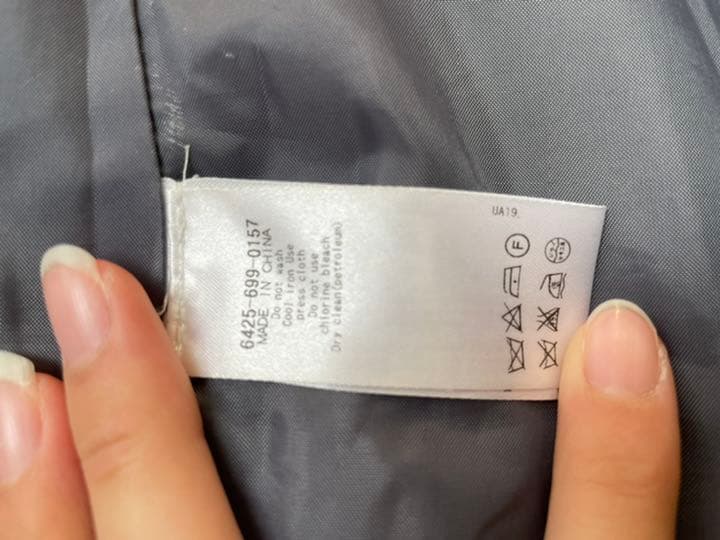 6425-699-0157
MADE IN CHINA
Do not wash
Cool iron Use
press cloth
Do not use
chlorine bleach
Dry clean(petroleum)
UA19.
F